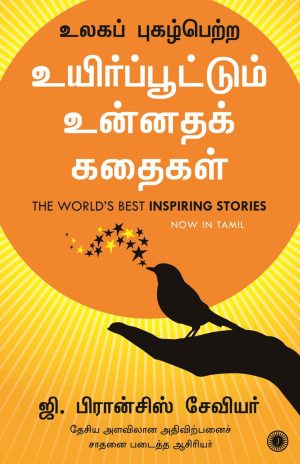 உலகப் புகழ்பெற்ற
உயிர்ப்பூட்டும்
உன்னதக்
கதைகள்
THE WORLD'S BEST INSPIRING STORIES
NOW IN TAMIL
ஜி. பிரான்சிஸ் சேவியர்
தேசிய அளவிலான அதிவிற்பனைச்
சாதனை படைத்த ஆசிரியர்